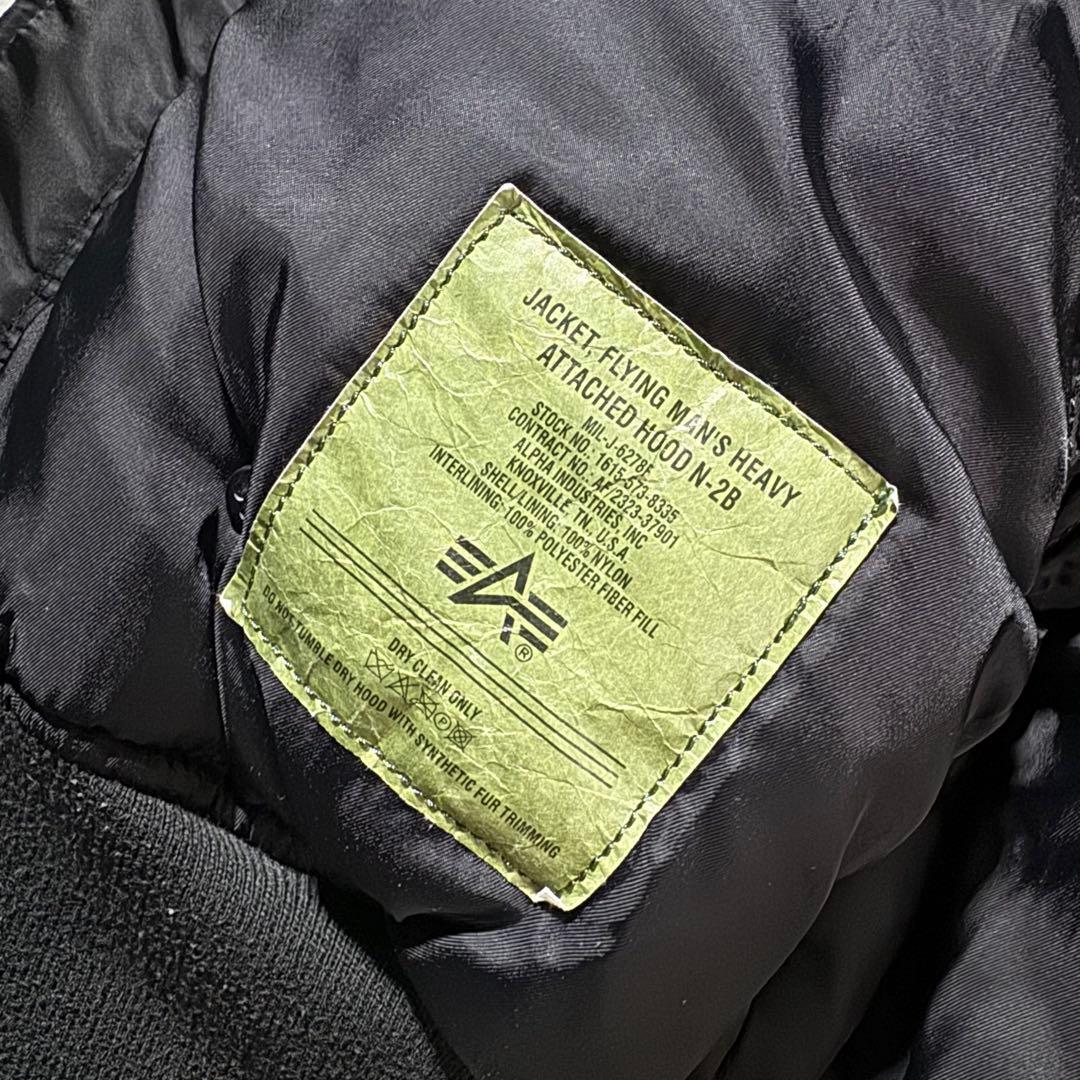 JACKET, FLYING MAN'S HEAVY
ATTACHED HOOD N-2B
MIL-J-6278E
STOCK NO. 1615-573-8335
CONTRACT NO. AF2323-37901
ALPHA INDUSTRIES, INC
KNOXVILLE, TN, U.S.A.
SHELL/LINING: 100% NYLON
INTERLINING: 100% POLYESTER FIBER FILL
®
DRY CLEAN ONLY
DO NOT TUMBLE DRY HOOD WITH SYNTHETIC FUR TRIMMING